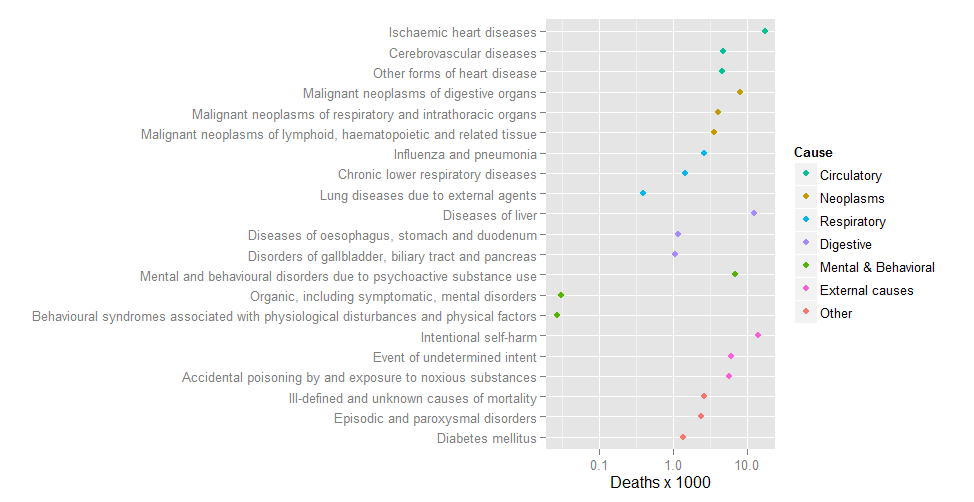 Ischaemic heart diseases
Cerebrovascular diseases
Other forms of heart disease
Malignant neoplasms of digestive organs
Malignant neoplasms of respiratory and intrathoracic organs
Malignant neoplasms of lymphoid, haematopoietic and related tissue
Influenza and pneumonia
Chronic lower respiratory diseases
Lung diseases due to external agents
Diseases of liver
Diseases of oesophagus, stomach and duodenum
Disorders of gallbladder, biliary tract and pancreas
Mental and behavioural disorders due to psychoactive substance use
Organic, including symptomatic, mental disorders
Behavioural syndromes associated with physiological disturbances and physical factors
Intentional self-harm
Event of undetermined intent
Accidental poisoning by and exposure to noxious substances
Ill-defined and unknown causes of mortality
Episodic and paroxysmal disorders
Diabetes mellitus
0.1 1.0 10.0
Deaths x 1000
Cause
Circulatory
Neoplasms
Respiratory
Digestive
Mental & Behavioral
External causes
Other